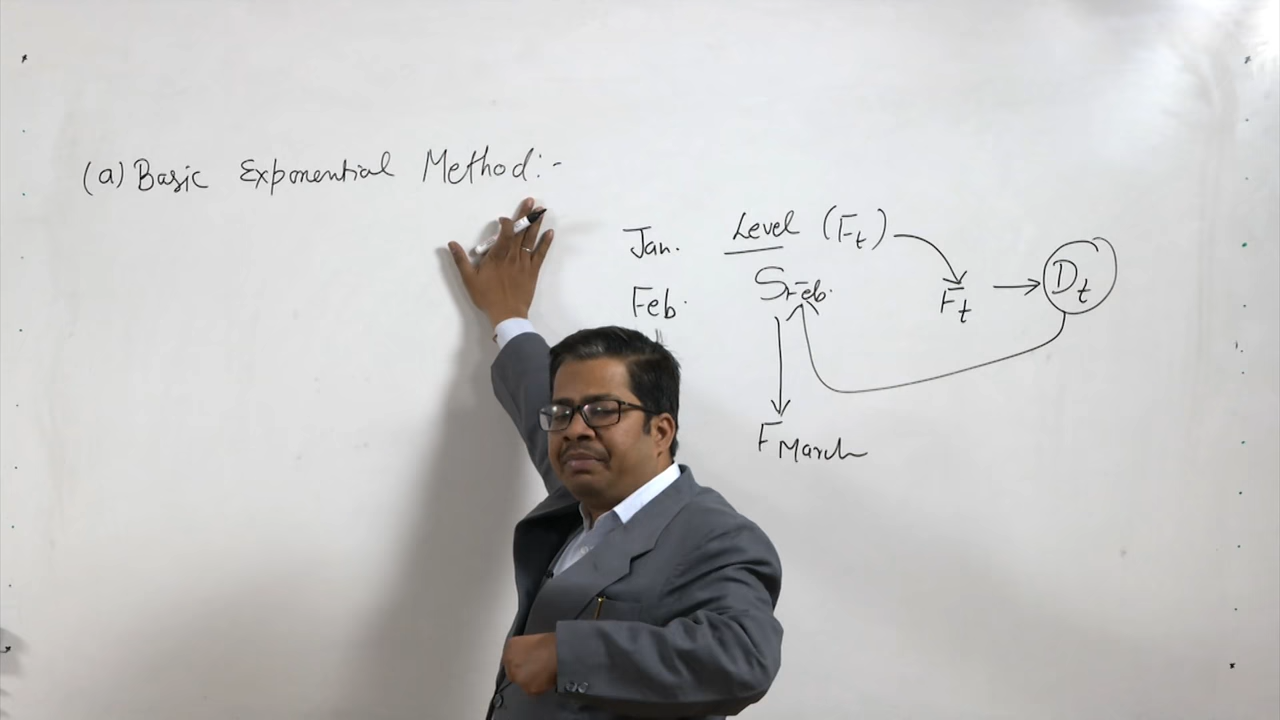 (a) Basic Exponential Method:-
Jan. Level (Ft)
Feb. SFeb. Ft → Dt
FMarch